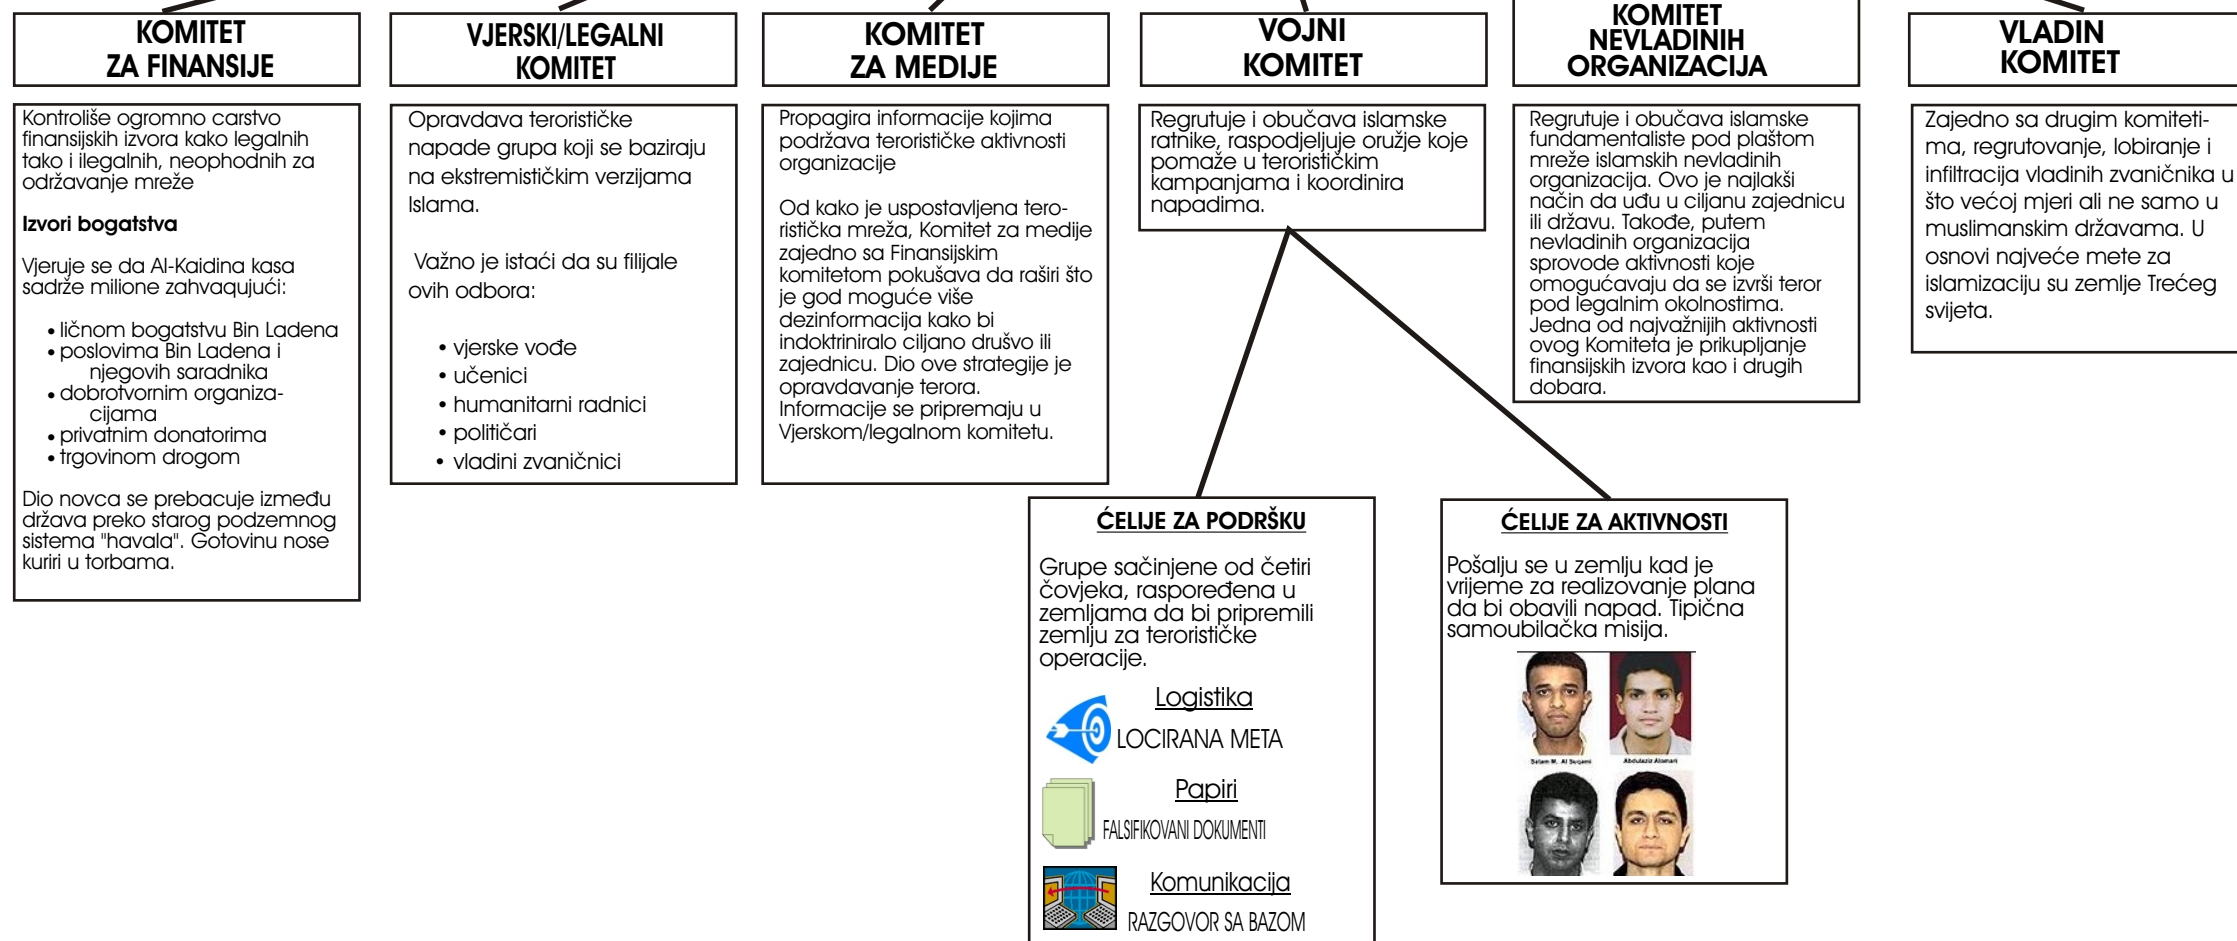 KOMITET
ZA FINANSIJE
Kontroliše ogromno carstvo
finansijskih izvora kako legalnih
tako i ilegalnih, neophodnih za
održavanje mreže
Izvori bogatstva
Vjeruje se da Al-Kaidina kasa
sadrže milione zahvaqujući:
• ličnom bogatstvu Bin Ladena
• poslovima Bin Ladena i
njegovih saradnika
• dobrotvornim organiza-
cijama
• privatnim donatorima
• trgovinom drogom
Dio novca se prebacuje između
država preko starog podzemnog
sistema "havala". Gotovinu nose
kuriri u torbama.
VJERSKI/LEGALNI
KOMITET
Opravdava terorističke
napade grupa koji se baziraju
na ekstremističkim verzijama
Islama.
Važno je istaći da su filijale
ovih odbora:
• vjerske vođe
• učenici
• humanitarni radnici
• političari
• vladini zvaničnici
KOMITET
ZA MEDIJE
Propagira informacije kojima
podržava terorističke aktivnosti
organizacije
Od kako je uspostavljena tero-
ristička mreža, Komitet za medije
zajedno sa Finansijskim
komitetom pokušava da raširi što
je god moguće više
dezinformacija kako bi
indoktriniralo ciljano drušvo ili
zajednicu. Dio ove strategije je
opravdavanje terora.
Informacije se pripremaju u
Vjerskom/legalnom komitetu.
VOJNI
KOMITET
Regrutuje i obučava islamske
ratnike, raspodjeljuje oružje koje
pomaže u terorističkim
kampanjama i koordinira
napadima.
KOMITET
NEVLADINIH
ORGANIZACIJA
Regrutuje i obučava islamske
fundamentaliste pod plaštom
mreže islamskih nevladinih
organizacija. Ovo je najlakši
način da uđu u ciljanu zajednicu
ili državu. Takođe, putem
nevladinih organizacija
sprovode aktivnosti koje
omogućavaju da se izvrši teror
pod legalnim okolnostima.
Jedna od najvažnijih aktivnosti
ovog Komiteta je prikupljanje
finansijskih izvora kao i drugih
dobara.
VLADIN
KOMITET
Zajedno sa drugim komiteti-
ma, regrutovanje, lobiranje i
infiltracija vladinih zvaničnika u
što većoj mjeri ali ne samo u
muslimanskim državama. U
osnovi najveće mete za
islamizaciju su zemlje Trećeg
svijeta.
ĆELIJE ZA PODRŠKU
Grupe sačinjene od četiri
čovjeka, raspoređena u
zemljama da bi pripremili
zemlju za terorističke
operacije.
Logistika
LOCIRANA META
Papiri
FALSIFIKOVANI DOKUMENTI
Komunikacija
RAZGOVOR SA BAZOM
ĆELIJE ZA AKTIVNOSTI
Pošalju se u zemlju kad je
vrijeme za realizovanje plana
da bi obavili napad. Tipična
samoubilačka misija.
Satam M. Al Suqami
Abdulaziz Alomari